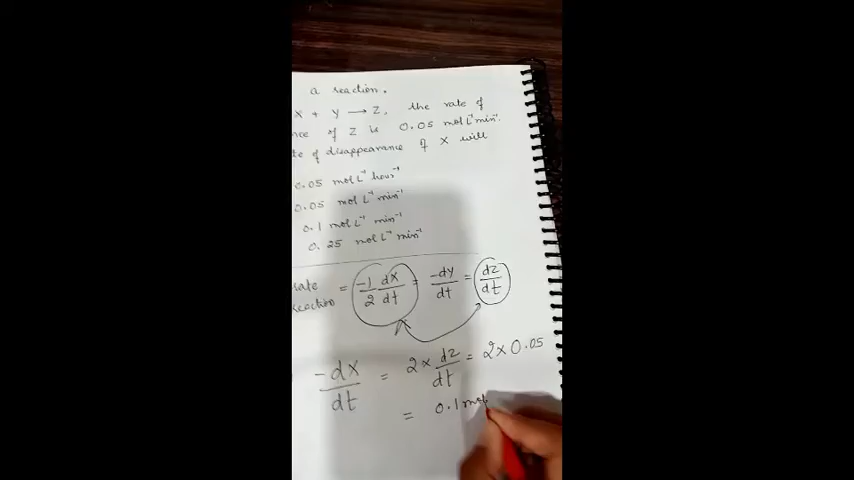 a reaction.
X + Y → Z, the rate of
nce of Z is 0.05 mol L⁻¹ min⁻¹.
te of disappearance of X will
0.05 mol L⁻¹ hour⁻¹
0.05 mol L⁻¹ min⁻¹
0.1 mol L⁻¹ min⁻¹
0.25 mol L⁻¹ min⁻¹
rate reaction = -1/2 dX/dt = -dY/dt = dZ/dt
-dX/dt = 2 × dZ/dt = 2 × 0.05
= 0.1 mol